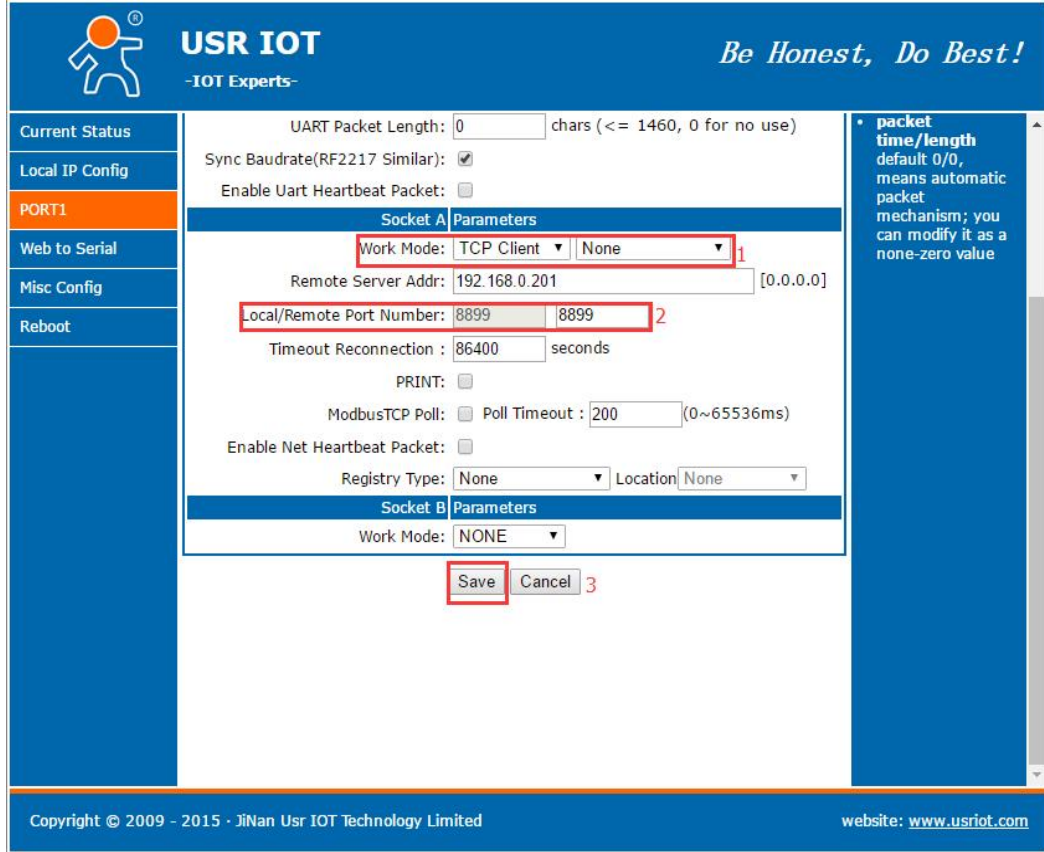 ®
USR IOT
-IOT Experts-
Be Honest, Do Best!
Current Status
Local IP Config
PORT1
Web to Serial
Misc Config
Reboot
UART Packet Length: 0 chars (<= 1460, 0 for no use)
Sync Baudrate(RF2217 Similar):
Enable Uart Heartbeat Packet:
Socket A Parameters
Work Mode: TCP Client None 1
Remote Server Addr: 192.168.0.201 [0.0.0.0]
Local/Remote Port Number: 8899 8899 2
Timeout Reconnection : 86400 seconds
PRINT:
ModbusTCP Poll: Poll Timeout : 200 (0~65536ms)
Enable Net Heartbeat Packet:
Registry Type: None Location None
Socket B Parameters
Work Mode: NONE
Save Cancel 3
• packet
time/length
default 0/0,
means automatic
packet
mechanism; you
can modify it as a
none-zero value
Copyright © 2009 - 2015 · JiNan Usr IOT Technology Limited
website: www.usriot.com